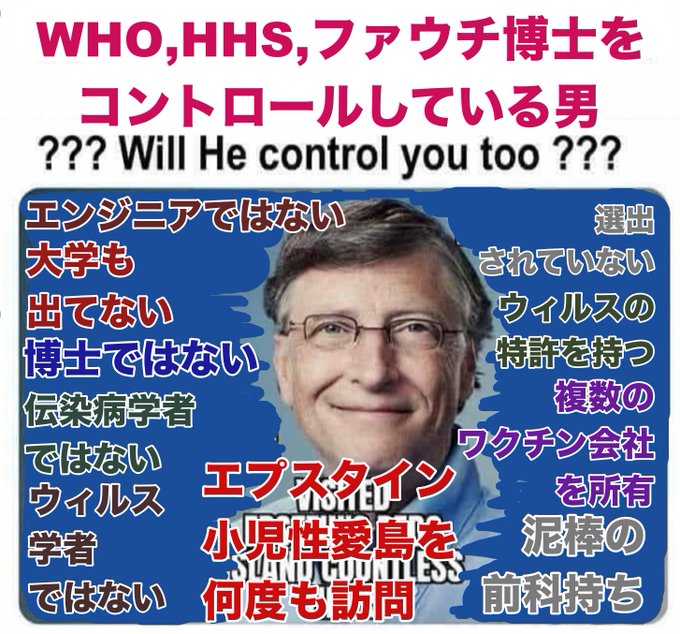 WHO,HHS,ファウチ博士を
コントロールしている男
??? Will He control you too ???
エンジニアではない
大学も
出てない
博士ではない
伝染病学者
ではない
ウィルス
学者
ではない
選出
されていない
ウィルスの
特許を持つ
複数の
ワクチン会社
を所有
泥棒の
前科持ち
エプスタイン
VISITED
小児性愛島を
ISLAND COUNTLESS
何度も訪問